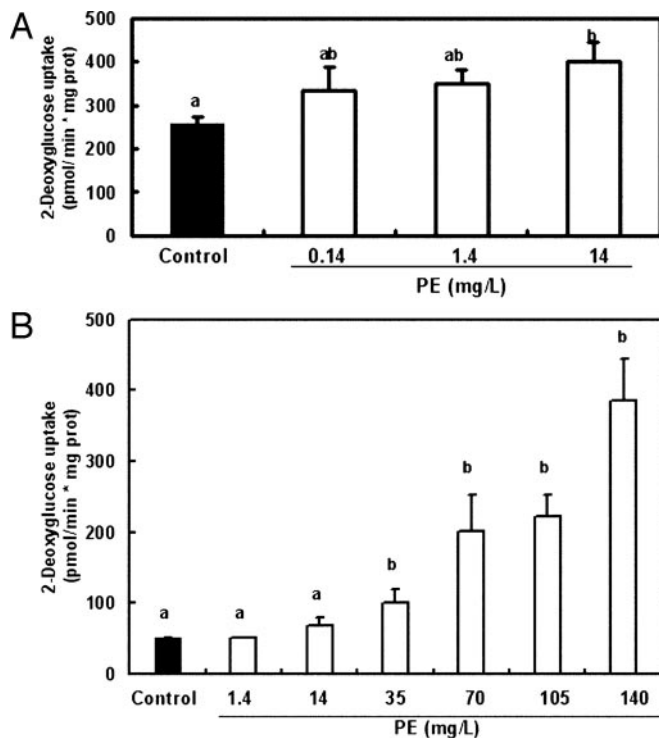 A
2-Deoxyglucose uptake
(pmol/min * mg prot)
500
400
300
200
100
0
a
ab
ab
b
Control
0.14
1.4
14
PE (mg/L)
B
2-Deoxyglucose uptake
(pmol/min * mg prot)
500
400
300
200
100
0
a
a
a
b
b
b
b
Control
1.4
14
35
70
105
140
PE (mg/L)